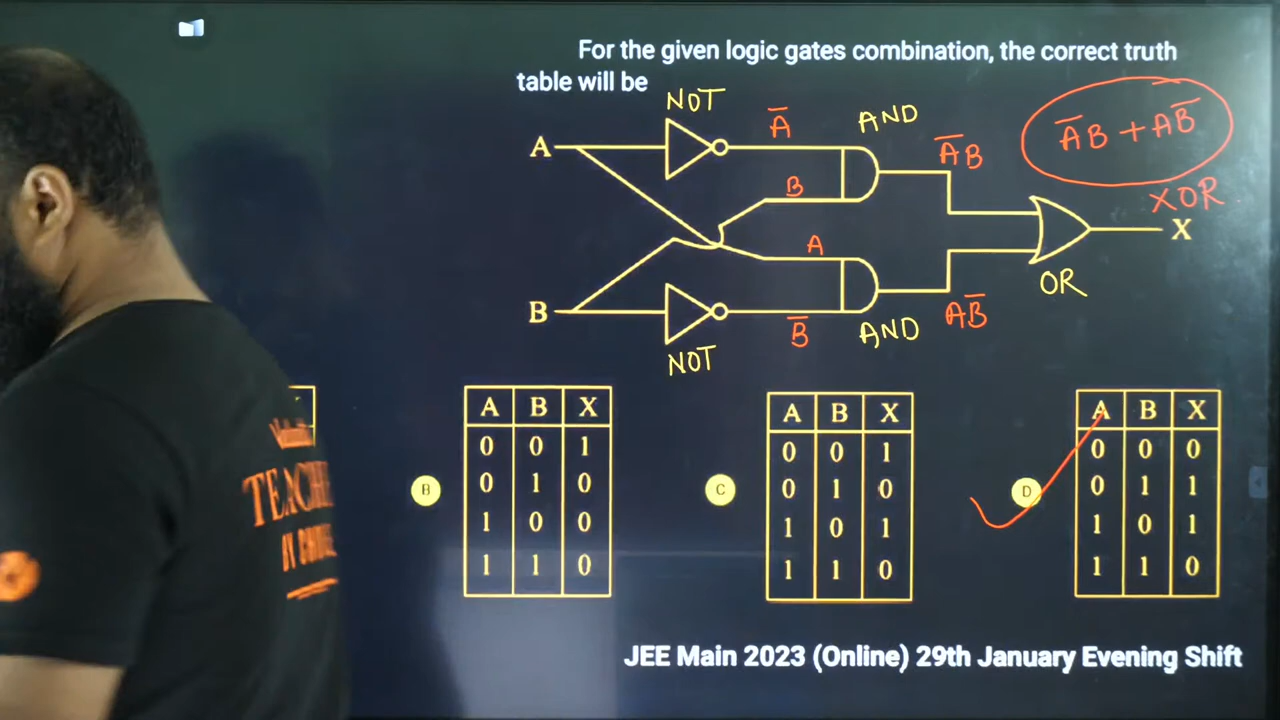 For the given logic gates combination, the correct truth
table will be
NOT
A̅
AND
A̅B
A̅B + AB̅
XOR
A
B
X
A
OR
B
B̅
AB̅
NOT
AND
B
A B X
0 0 1
0 1 0
1 0 0
1 1 0
C
A B X
0 0 1
0 1 0
1 0 1
1 1 0
D
A B X
0 0 0
0 1 1
1 0 1
1 1 0
JEE Main 2023 (Online) 29th January Evening Shift